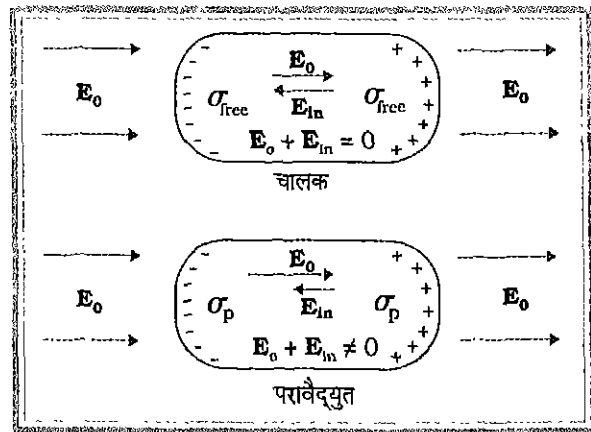 E₀ E₀ E₀
E_in
σ_free σ_free
E₀ + E_in = 0
चालक
E₀ E₀ E₀
σ_p E_in σ_p
E₀ + E_in ≠ 0
परावैद्युत